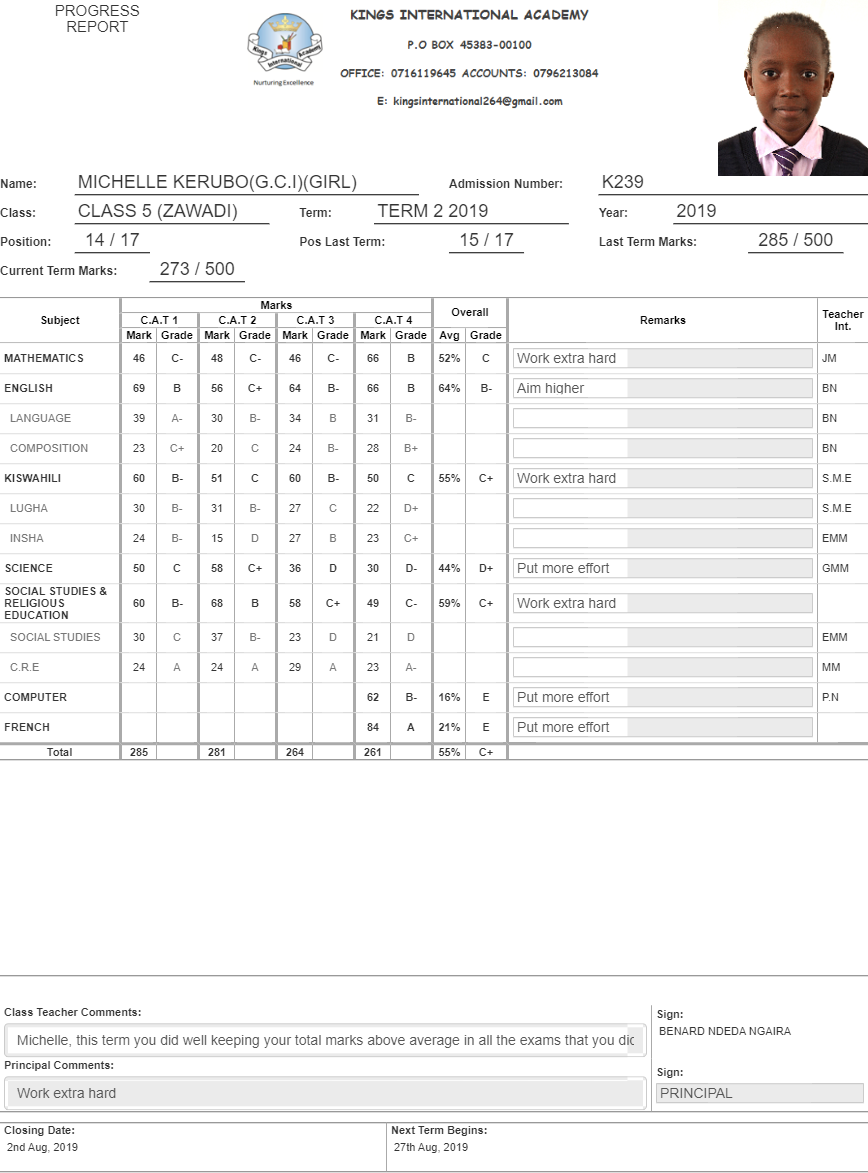 PROGRESS
REPORT
KINGS INTERNATIONAL ACADEMY
P.O BOX 45383-00100
OFFICE: 0716119645 ACCOUNTS: 0796213084
E: kingsinternational264@gmail.com
Kings Academy
International
Nurturing Excellence
Name: MICHELLE KERUBO(G.C.I)(GIRL) Admission Number: K239
Class: CLASS 5 (ZAWADI) Term: TERM 2 2019 Year: 2019
Position: 14 / 17 Pos Last Term: 15 / 17 Last Term Marks: 285 / 500
Current Term Marks: 273 / 500
Marks
Subject C.A.T 1 C.A.T 2 C.A.T 3 C.A.T 4 Overall Remarks Teacher Int.
Mark Grade Mark Grade Mark Grade Mark Grade Avg Grade
MATHEMATICS 46 C- 48 C- 46 C- 66 B 52% C Work extra hard JM
ENGLISH 69 B 56 C+ 64 B- 66 B 64% B- Aim higher BN
LANGUAGE 39 A- 30 B- 34 B 31 B- BN
COMPOSITION 23 C+ 20 C 24 B- 28 B+ BN
KISWAHILI 60 B- 51 C 60 B- 50 C 55% C+ Work extra hard S.M.E
LUGHA 30 B- 31 B- 27 C 22 D+ S.M.E
INSHA 24 B- 15 D 27 B 23 C+ EMM
SCIENCE 50 C 58 C+ 36 D 30 D- 44% D+ Put more effort GMM
SOCIAL STUDIES &
RELIGIOUS
EDUCATION 60 B- 68 B 58 C+ 49 C- 59% C+ Work extra hard
SOCIAL STUDIES 30 C 37 B- 23 D 21 D EMM
C.R.E 24 A 24 A 29 A 23 A- MM
COMPUTER 62 B- 16% E Put more effort P.N
FRENCH 84 A 21% E Put more effort
Total 285 281 264 261 55% C+
Class Teacher Comments:
Michelle, this term you did well keeping your total marks above average in all the exams that you did
Sign:
BENARD NDEDA NGAIRA
Principal Comments:
Work extra hard
Sign:
PRINCIPAL
Closing Date: Next Term Begins:
2nd Aug, 2019 27th Aug, 2019